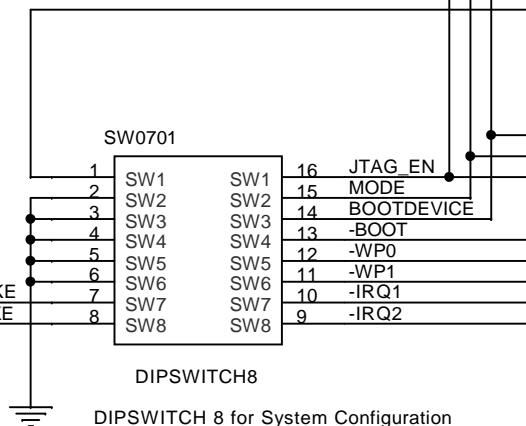 SW0701
1 SW1 SW1 16 JTAG_EN
2 SW2 SW2 15 MODE
3 SW3 SW3 14 BOOTDEVICE
4 SW4 SW4 13 -BOOT
5 SW5 SW5 12 -WP0
6 SW6 SW6 11 -WP1
KE 7 SW7 SW7 10 -IRQ1
KE 8 SW8 SW8 9 -IRQ2
DIPSWITCH8
DIPSWITCH 8 for System Configuration